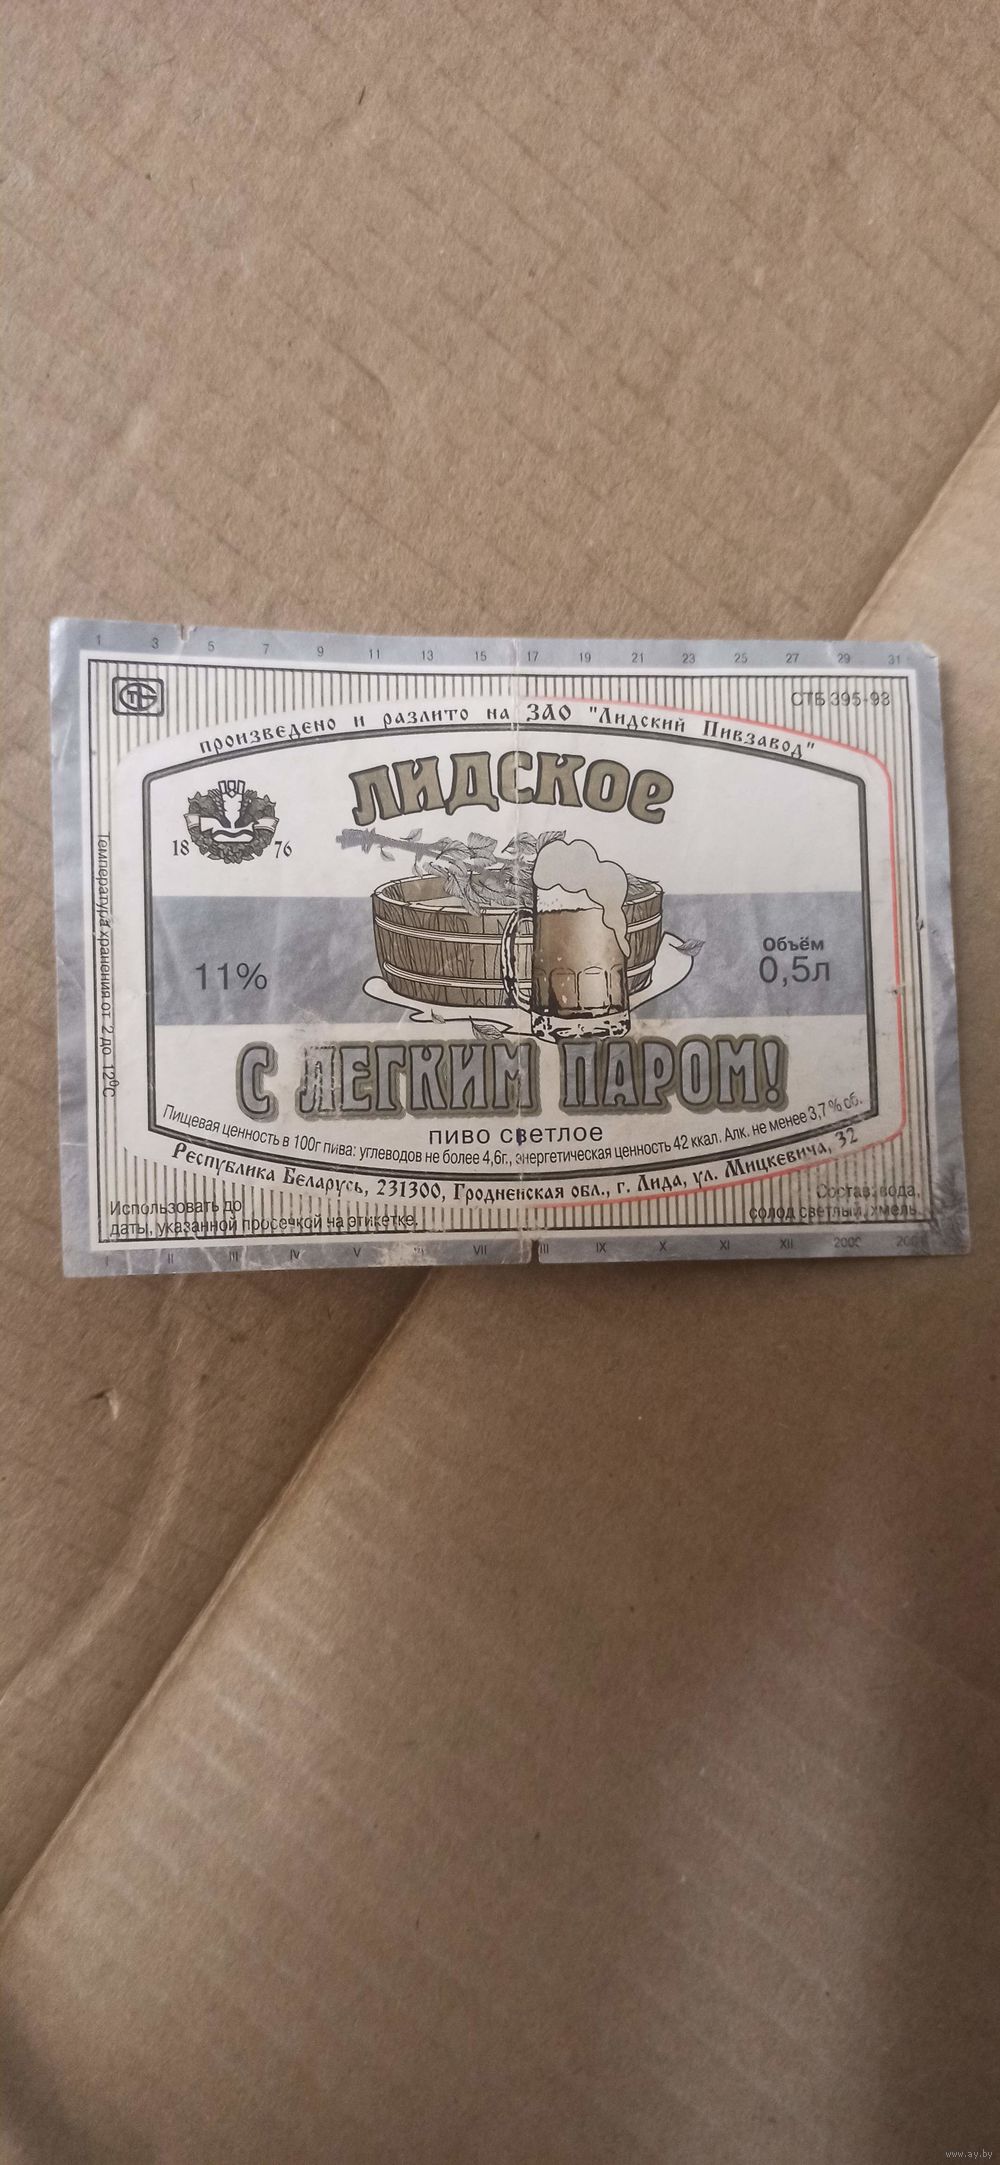 1 3 5 7 9 11 13 15 17 19 21 23 25 27 29 31
СТБ 395-93
произведено и разлито на ЗАО "Лидский Пивзавод"
ЛИДСКОЕ
18 76
Температура хранения от 2 до 12°С
11%
Объём
0,5л
С ЛЕГКИМ ПАРОМ!
пиво светлое
Пищевая ценность в 100г пива: углеводов не более 4,6г., энергетическая ценность 42 ккал. Алк. не менее 3,7 % об.
Республика Беларусь, 231300, Гродненская обл., г. Лида, ул. Мицкевича, 32
Использовать до
даты, указанной просечкой на этикетке.
Состав: вода,
солод светлый, хмель.
I II III IV V VI VII VIII IX X XI XII 2000
www.ay.by